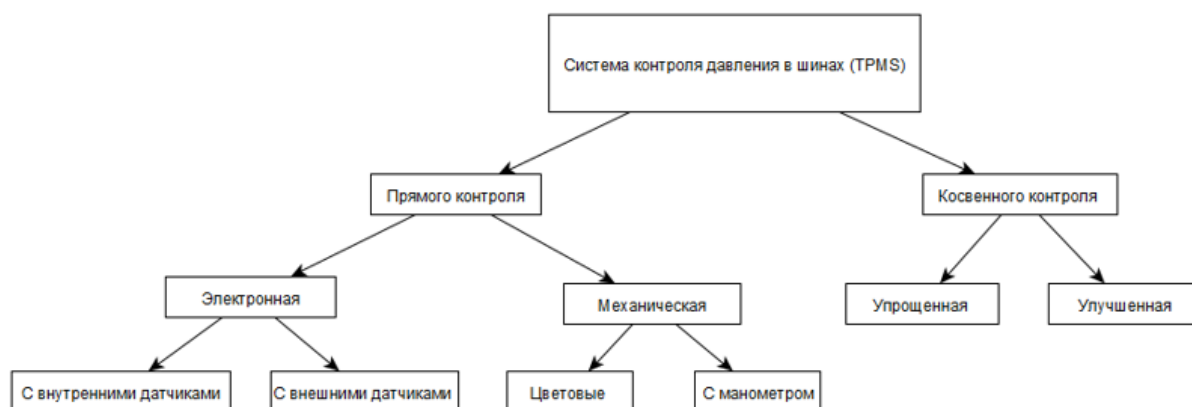 Система контроля давления в шинах (TPMS)
Прямого контроля
Косвенного контроля
Электронная
Механическая
Упрощенная
Улучшенная
С внутренними датчиками
С внешними датчиками
Цветовые
С манометром